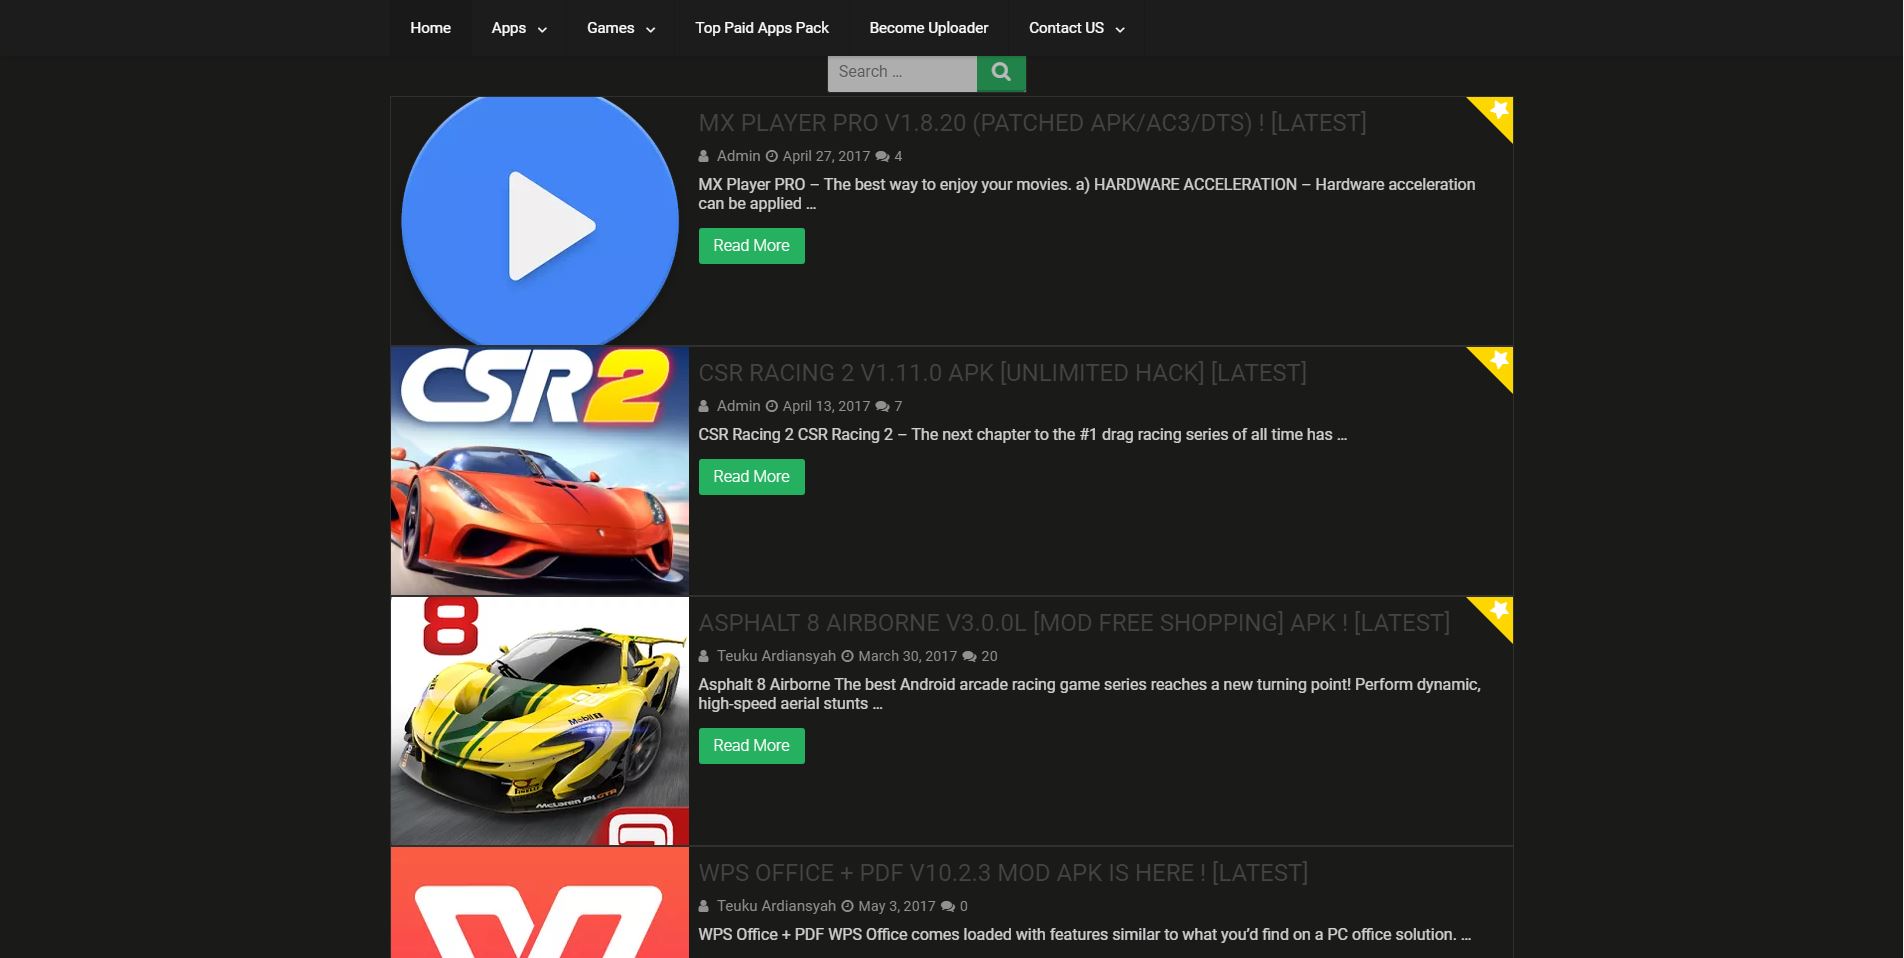 Home Apps Games Top Paid Apps Pack Become Uploader Contact US
Search ...
MX PLAYER PRO V1.8.20 (PATCHED APK/AC3/DTS) ! [LATEST]
Admin April 27, 2017 4
MX Player PRO – The best way to enjoy your movies. a) HARDWARE ACCELERATION – Hardware acceleration
can be applied ...
Read More
CSR2
CSR RACING 2 V1.11.0 APK [UNLIMITED HACK] [LATEST]
Admin April 13, 2017 7
CSR Racing 2 CSR Racing 2 – The next chapter to the #1 drag racing series of all time has ...
Read More
8
Mobil 1
McLaren P1 GTR
ASPHALT 8 AIRBORNE V3.0.0L [MOD FREE SHOPPING] APK ! [LATEST]
Teuku Ardiansyah March 30, 2017 20
Asphalt 8 Airborne The best Android arcade racing game series reaches a new turning point! Perform dynamic,
high-speed aerial stunts ...
Read More
WPS OFFICE + PDF V10.2.3 MOD APK IS HERE ! [LATEST]
Teuku Ardiansyah May 3, 2017 0
WPS Office + PDF WPS Office comes loaded with features similar to what you'd find on a PC office solution. ...